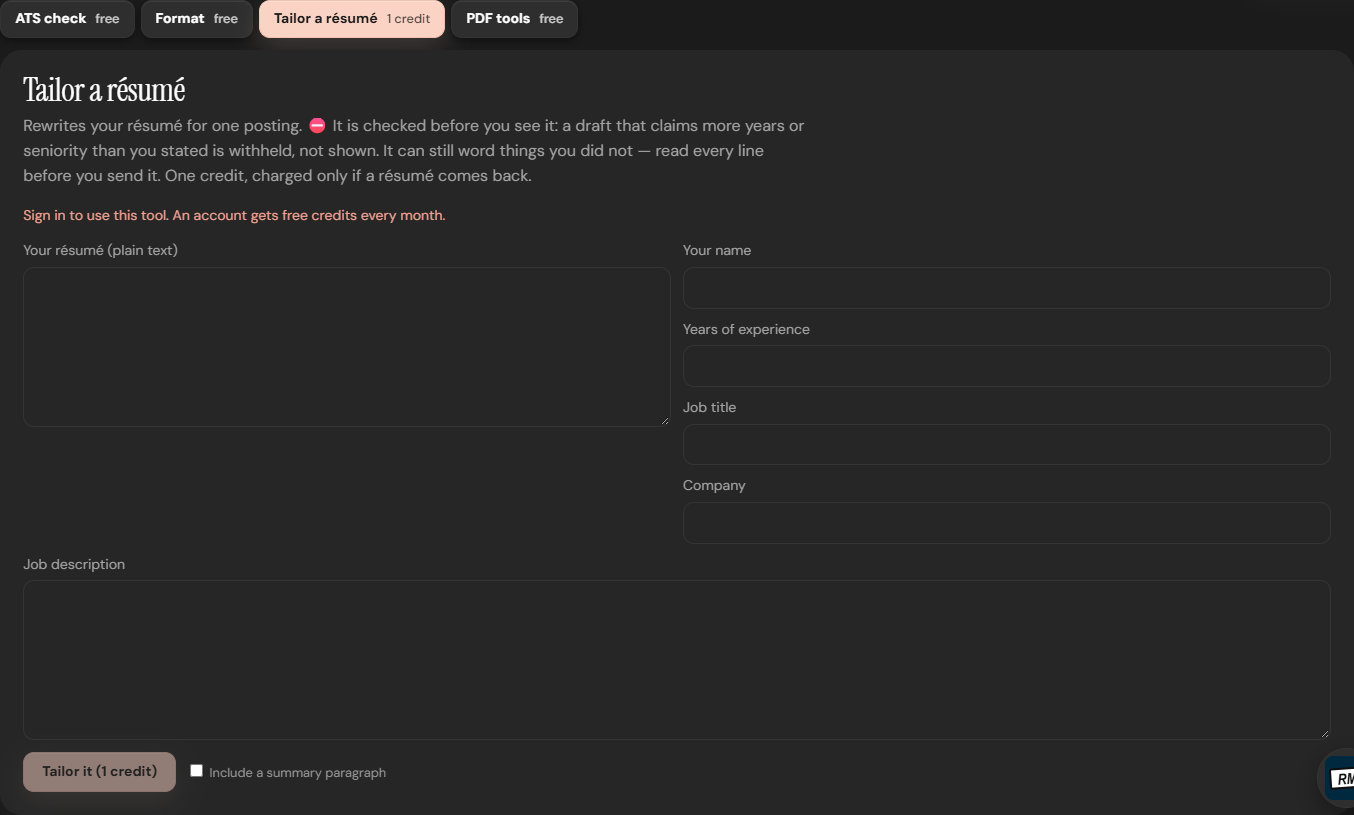 ATS check free Format free Tailor a résumé 1 credit PDF tools free
Tailor a résumé
Rewrites your résumé for one posting. ⛔ It is checked before you see it: a draft that claims more years or
seniority than you stated is withheld, not shown. It can still word things you did not — read every line
before you send it. One credit, charged only if a résumé comes back.
Sign in to use this tool. An account gets free credits every month.
Your résumé (plain text)
Your name
Years of experience
Job title
Company
Job description
Tailor it (1 credit) Include a summary paragraph
RM